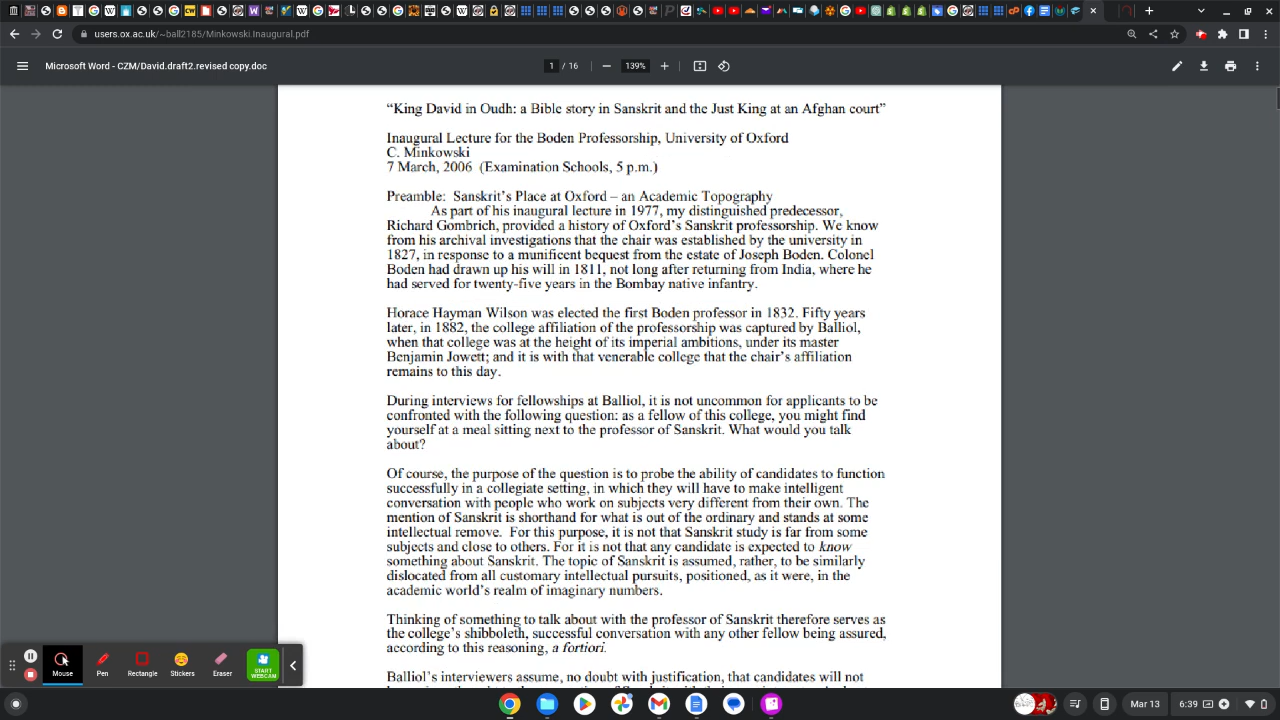 users.ox.ac.uk/~ball2185/Minkowski.Inaugural.pdf
Microsoft Word - CZM/David.draft2.revised copy.doc
1 / 16
139%
“King David in Oudh: a Bible story in Sanskrit and the Just King at an Afghan court”
Inaugural Lecture for the Boden Professorship, University of Oxford
C. Minkowski
7 March, 2006 (Examination Schools, 5 p.m.)
Preamble: Sanskrit’s Place at Oxford – an Academic Topography
As part of his inaugural lecture in 1977, my distinguished predecessor,
Richard Gombrich, provided a history of Oxford’s Sanskrit professorship. We know
from his archival investigations that the chair was established by the university in
1827, in response to a munificent bequest from the estate of Joseph Boden. Colonel
Boden had drawn up his will in 1811, not long after returning from India, where he
had served for twenty-five years in the Bombay native infantry.
Horace Hayman Wilson was elected the first Boden professor in 1832. Fifty years
later, in 1882, the college affiliation of the professorship was captured by Balliol,
when that college was at the height of its imperial ambitions, under its master
Benjamin Jowett; and it is with that venerable college that the chair’s affiliation
remains to this day.
During interviews for fellowships at Balliol, it is not uncommon for applicants to be
confronted with the following question: as a fellow of this college, you might find
yourself at a meal sitting next to the professor of Sanskrit. What would you talk
about?
Of course, the purpose of the question is to probe the ability of candidates to function
successfully in a collegiate setting, in which they will have to make intelligent
conversation with people who work on subjects very different from their own. The
mention of Sanskrit is shorthand for what is out of the ordinary and stands at some
intellectual remove. For this purpose, it is not that Sanskrit study is far from some
subjects and close to others. For it is not that any candidate is expected to know
something about Sanskrit. The topic of Sanskrit is assumed, rather, to be similarly
dislocated from all customary intellectual pursuits, positioned, as it were, in the
academic world’s realm of imaginary numbers.
Thinking of something to talk about with the professor of Sanskrit therefore serves as
the college’s shibboleth, successful conversation with any other fellow being assured,
according to this reasoning, a fortiori.
Balliol’s interviewers assume, no doubt with justification, that candidates will not
Mouse
Pen
Rectangle
Stickers
Eraser
START
WEBCAM
Mar 13
6:39